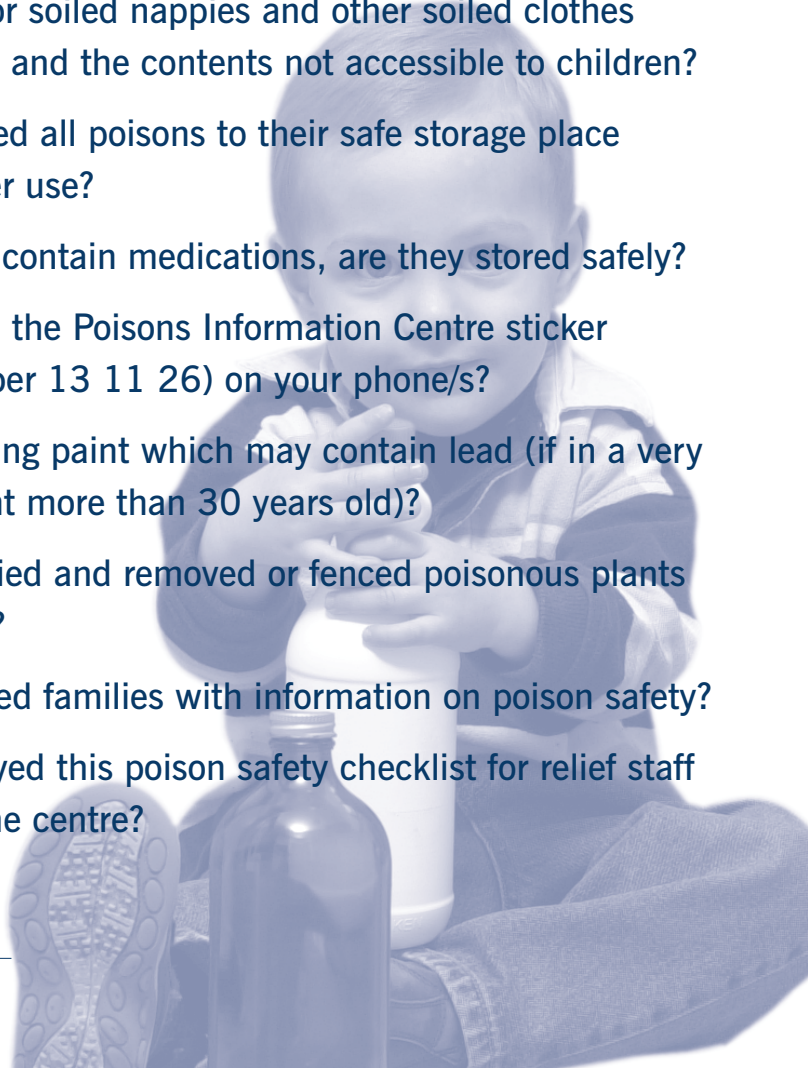 or soiled nappies and other soiled clothes
and the contents not accessible to children?
ed all poisons to their safe storage place
er use?
contain medications, are they stored safely?
the Poisons Information Centre sticker
ber 13 11 26) on your phone/s?
ng paint which may contain lead (if in a very
nt more than 30 years old)?
ied and removed or fenced poisonous plants
?
ed families with information on poison safety?
yed this poison safety checklist for relief staff
he centre?